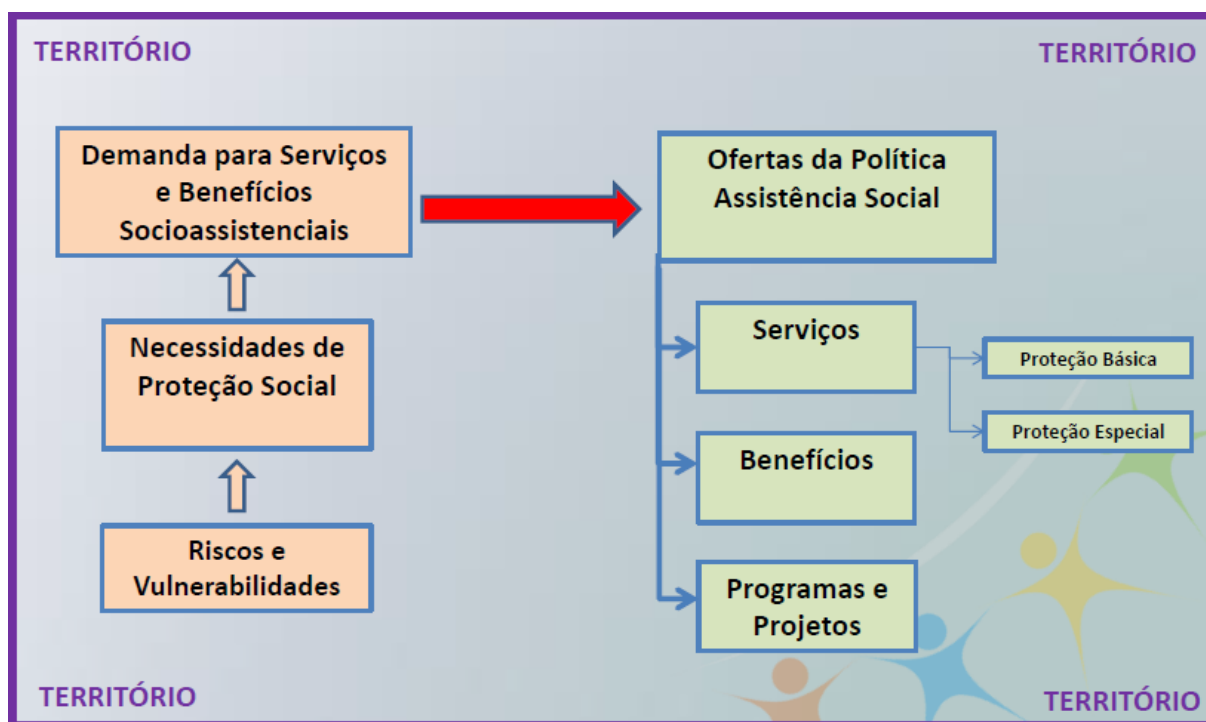 TERRITÓRIO
TERRITÓRIO
Demanda para Serviços
e Benefícios
Socioassistenciais
Necessidades de
Proteção Social
Riscos e
Vulnerabilidades
Ofertas da Política
Assistência Social
Serviços
Proteção Básica
Proteção Especial
Benefícios
Programas e
Projetos
TERRITÓRIO
TERRITÓRIO